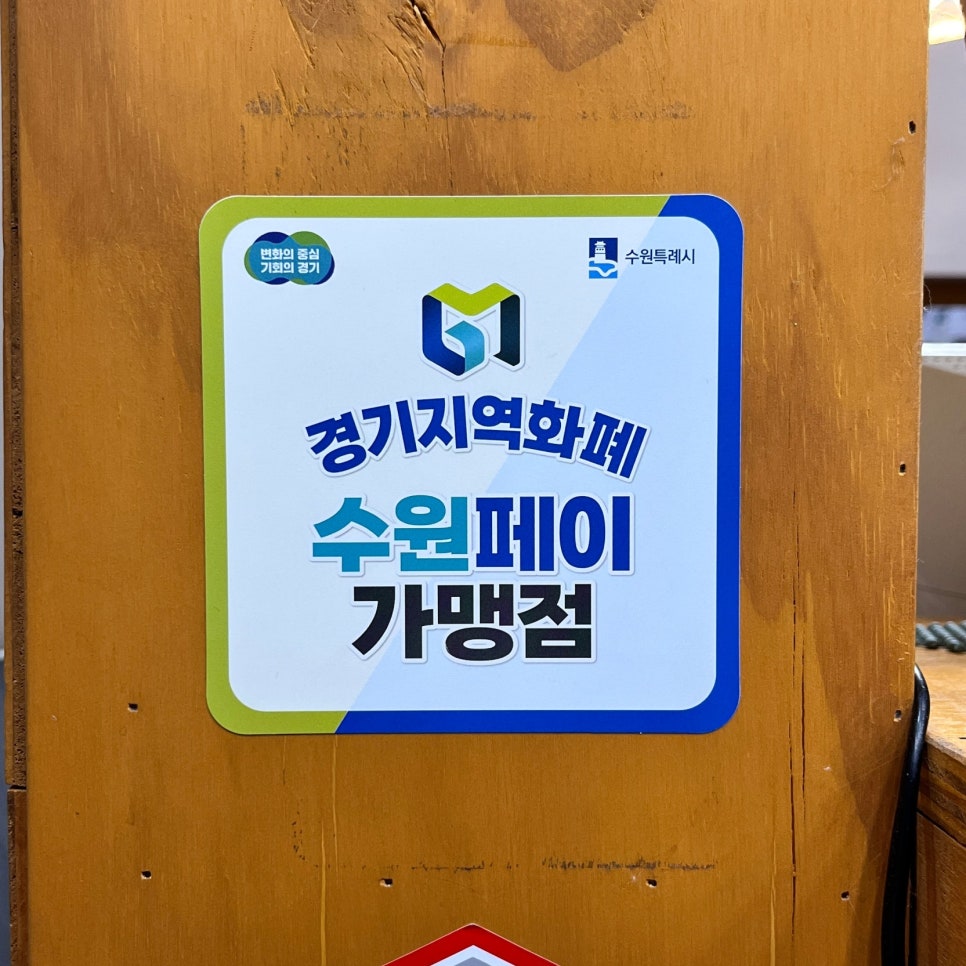 변화의 중심
기회의 경기
수원특례시
경기지역화폐
수원페이
가맹점